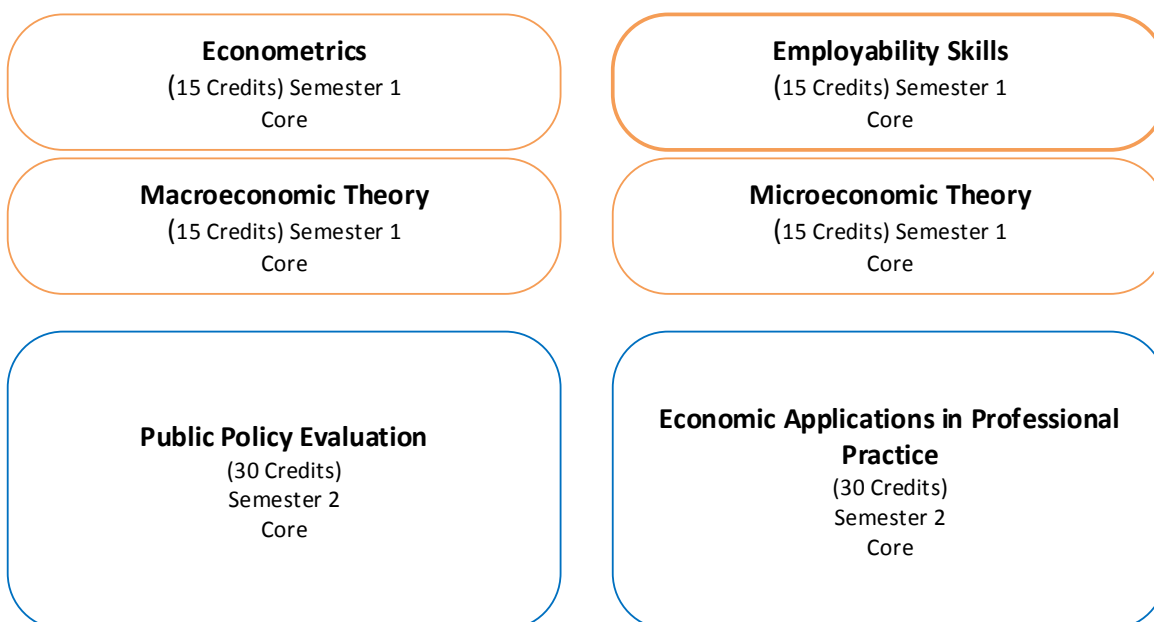 Econometrics
(15 Credits) Semester 1
Core
Employability Skills
(15 Credits) Semester 1
Core
Macroeconomic Theory
(15 Credits) Semester 1
Core
Microeconomic Theory
(15 Credits) Semester 1
Core
Public Policy Evaluation
(30 Credits)
Semester 2
Core
Economic Applications in Professional
Practice
(30 Credits)
Semester 2
Core